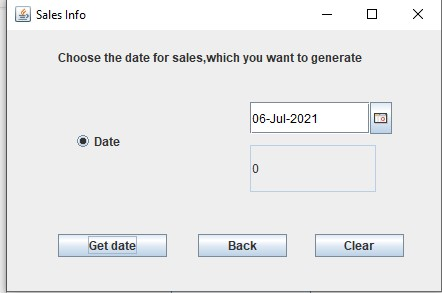 Sales Info
Choose the date for sales,which you want to generate
06-Jul-2021
Date
0
Get date Back Clear